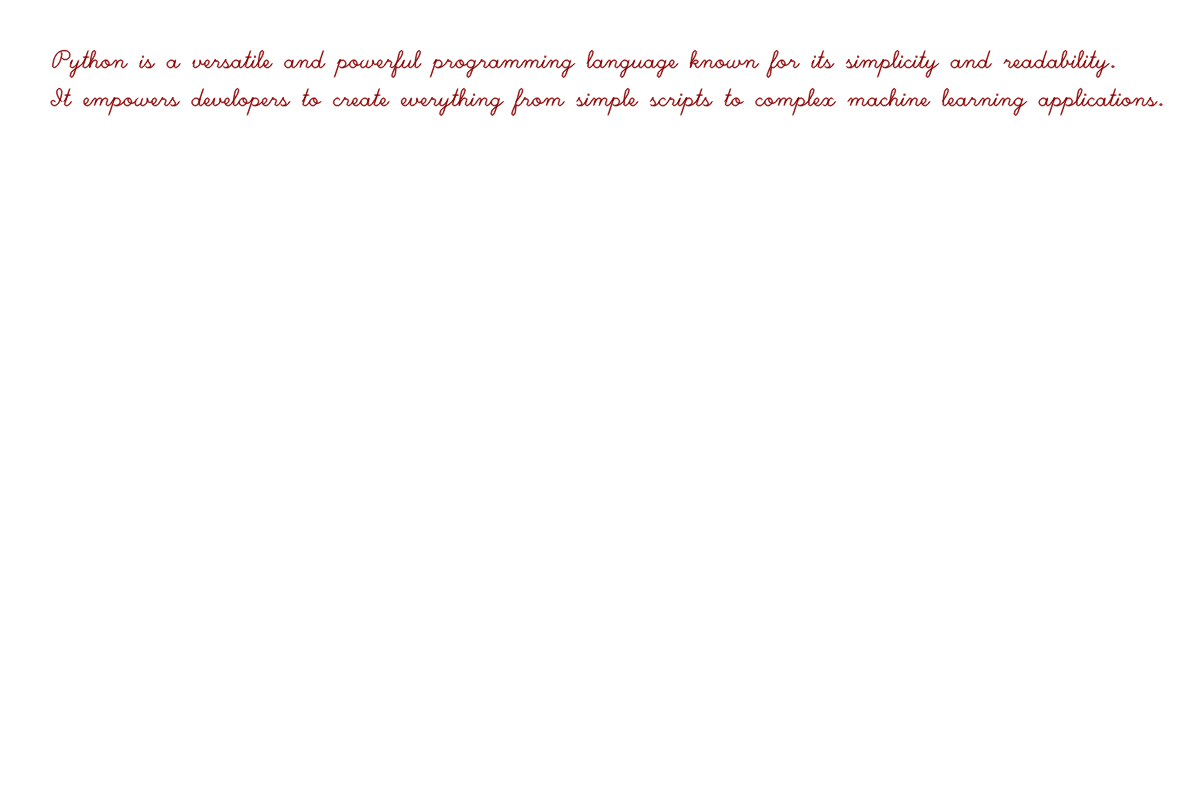 Python is a versatile and powerful programming language known for its simplicity and readability.
It empowers developers to create everything from simple scripts to complex machine learning applications.